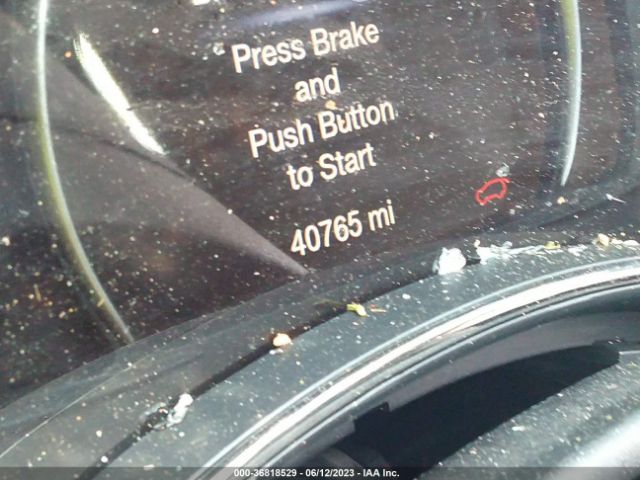 Press Brake
and
Push Button
to Start
40765 mi
000-36818529 - 06/12/2023 - IAA Inc.